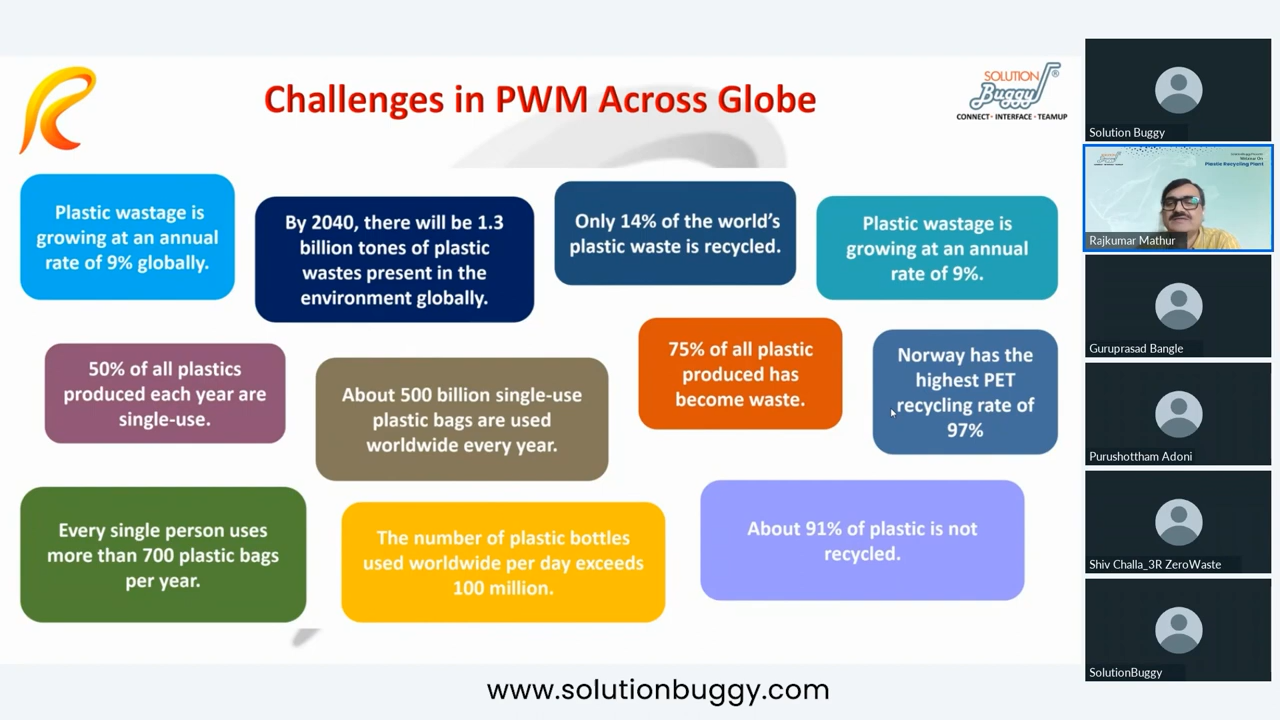 Challenges in PWM Across Globe
SOLUTION
Buggy
®
CONNECT · INTERFACE · TEAMUP
Plastic wastage is
growing at an annual
rate of 9% globally.
By 2040, there will be 1.3
billion tones of plastic
wastes present in the
environment globally.
Only 14% of the world's
plastic waste is recycled.
Plastic wastage is
growing at an annual
rate of 9%.
50% of all plastics
produced each year are
single-use.
About 500 billion single-use
plastic bags are used
worldwide every year.
75% of all plastic
produced has
become waste.
Norway has the
highest PET
recycling rate of
97%
Every single person uses
more than 700 plastic bags
per year.
The number of plastic bottles
used worldwide per day exceeds
100 million.
About 91% of plastic is not
recycled.
www.solutionbuggy.com
Solution Buggy
Webinar On
Plastic Recycling Plant
Rajkumar Mathur
Guruprasad Bangle
Purushottham Adoni
Shiv Challa_3R ZeroWaste
SolutionBuggy